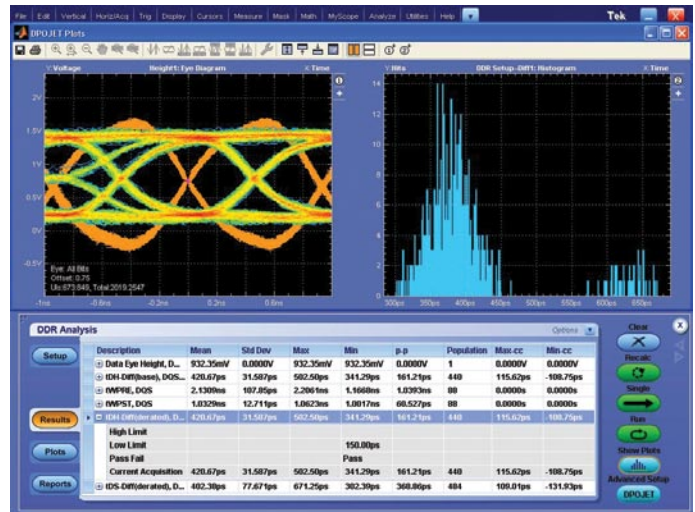 File Edit Vertical Horiz/Acq Trig Display Cursors Measure Mask Math MyScope Analyze Utilities Help Tek
DPOJET Plots
Y: Voltage Height1: Eye Diagram X: Time
2V
1.5V
1V
0.5V
0V
-0.5V
Eye: All Bits
Offset: 0.75
UIs:673:849, Total:2019:2547
-1ns -0.6ns -0.2ns 0.2ns 0.6ns
Y: Hits DDR Setup-Diff1: Histogram X: Time
14
12
10
8
6
4
2
0
300ps 350ps 400ps 450ps 500ps 550ps 600ps 650ps
DDR Analysis Options
Setup
Results
Plots
Reports
Description Mean Std Dev Max Min p-p Population Max-cc Min-cc
Data Eye Height, D... 932.35mV 0.0000V 932.35mV 932.35mV 0.0000V 1 0.0000V 0.0000V
tDH-Diff(base), DQS... 420.67ps 31.587ps 502.50ps 341.29ps 161.21ps 440 115.62ps -108.75ps
tWPRE, DQS 2.1309ns 107.85ps 2.2061ns 1.1668ns 1.0393ns 88 0.0000s 0.0000s
tWPST, DQS 1.0329ns 12.711ps 1.0623ns 1.0017ns 60.527ps 88 0.0000s 0.0000s
tDH-Diff(derated), D... 420.67ps 31.587ps 502.50ps 341.29ps 161.21ps 440 115.62ps -108.75ps
High Limit
Low Limit 150.00ps
Pass Fail Pass
Current Acquisition 420.67ps 31.587ps 502.50ps 341.29ps 161.21ps 440 115.62ps -108.75ps
tDS-Diff(derated), D... 402.38ps 77.671ps 671.25ps 302.39ps 368.86ps 484 109.01ps -131.93ps
Clear
Recalc
Single
Run
Show Plots
Advanced Setup
DPOJET